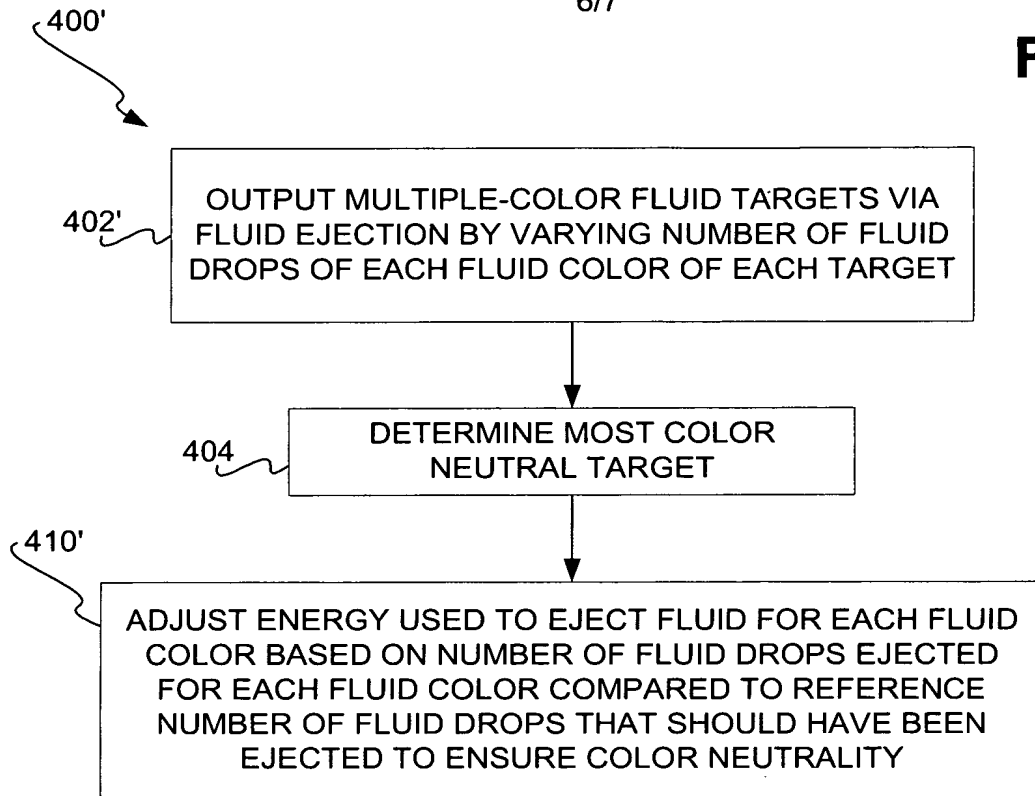 6/7
400'
F
402'
OUTPUT MULTIPLE-COLOR FLUID TARGETS VIA
FLUID EJECTION BY VARYING NUMBER OF FLUID
DROPS OF EACH FLUID COLOR OF EACH TARGET
404
DETERMINE MOST COLOR
NEUTRAL TARGET
410'
ADJUST ENERGY USED TO EJECT FLUID FOR EACH FLUID
COLOR BASED ON NUMBER OF FLUID DROPS EJECTED
FOR EACH FLUID COLOR COMPARED TO REFERENCE
NUMBER OF FLUID DROPS THAT SHOULD HAVE BEEN
EJECTED TO ENSURE COLOR NEUTRALITY